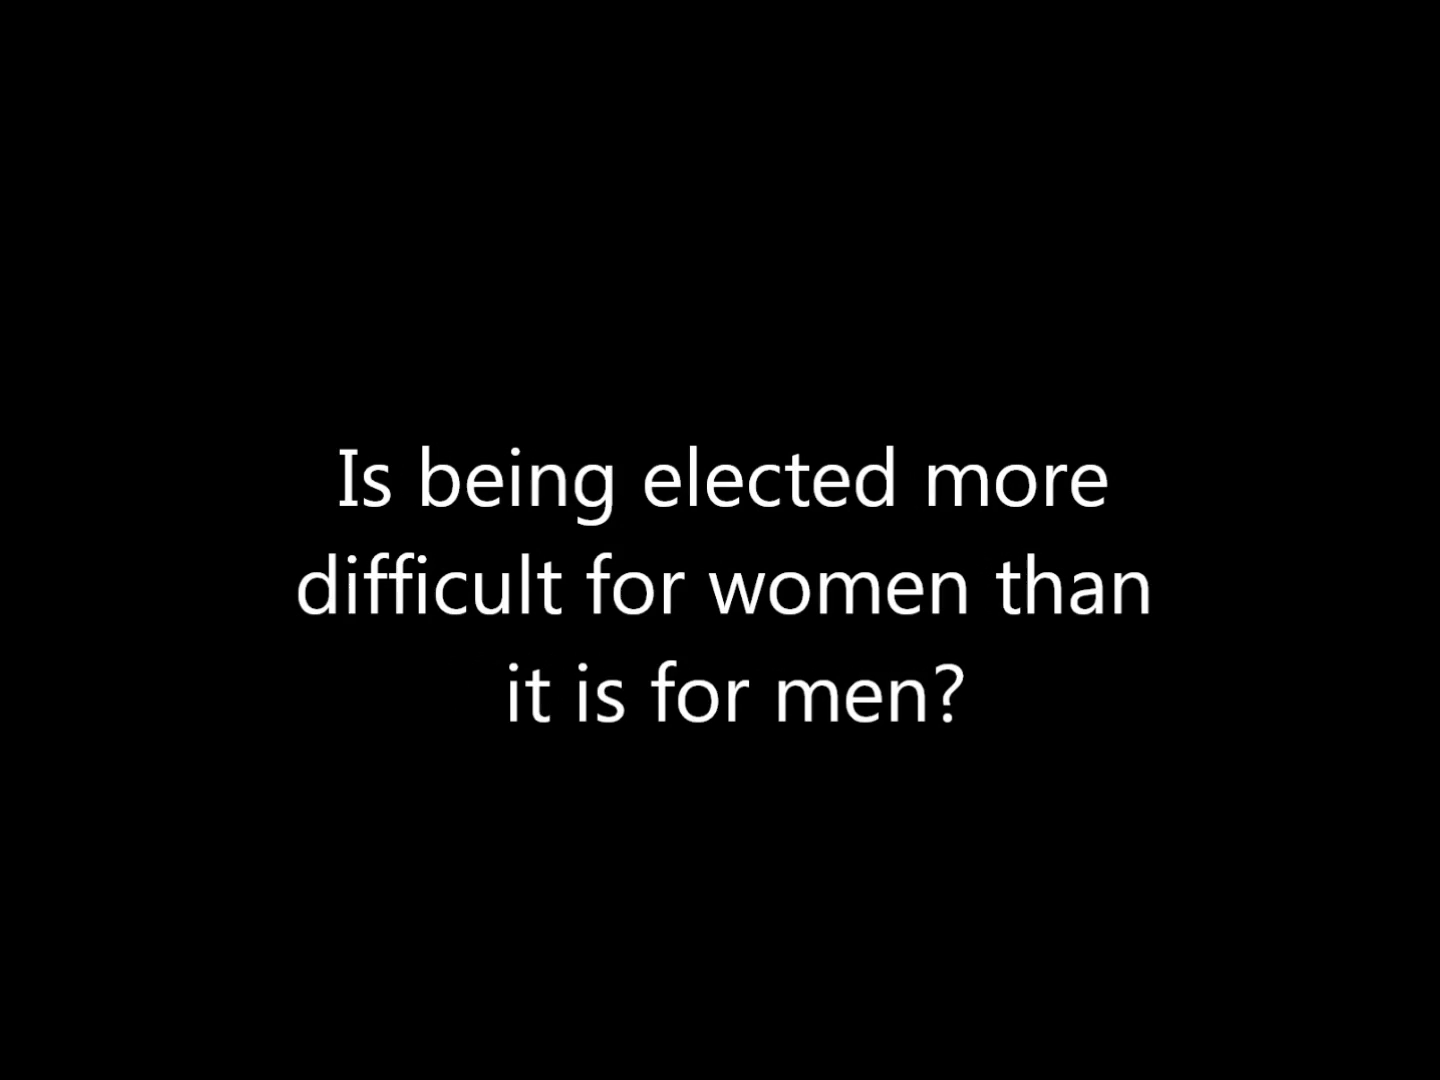 Is being elected more
difficult for women than
it is for men?